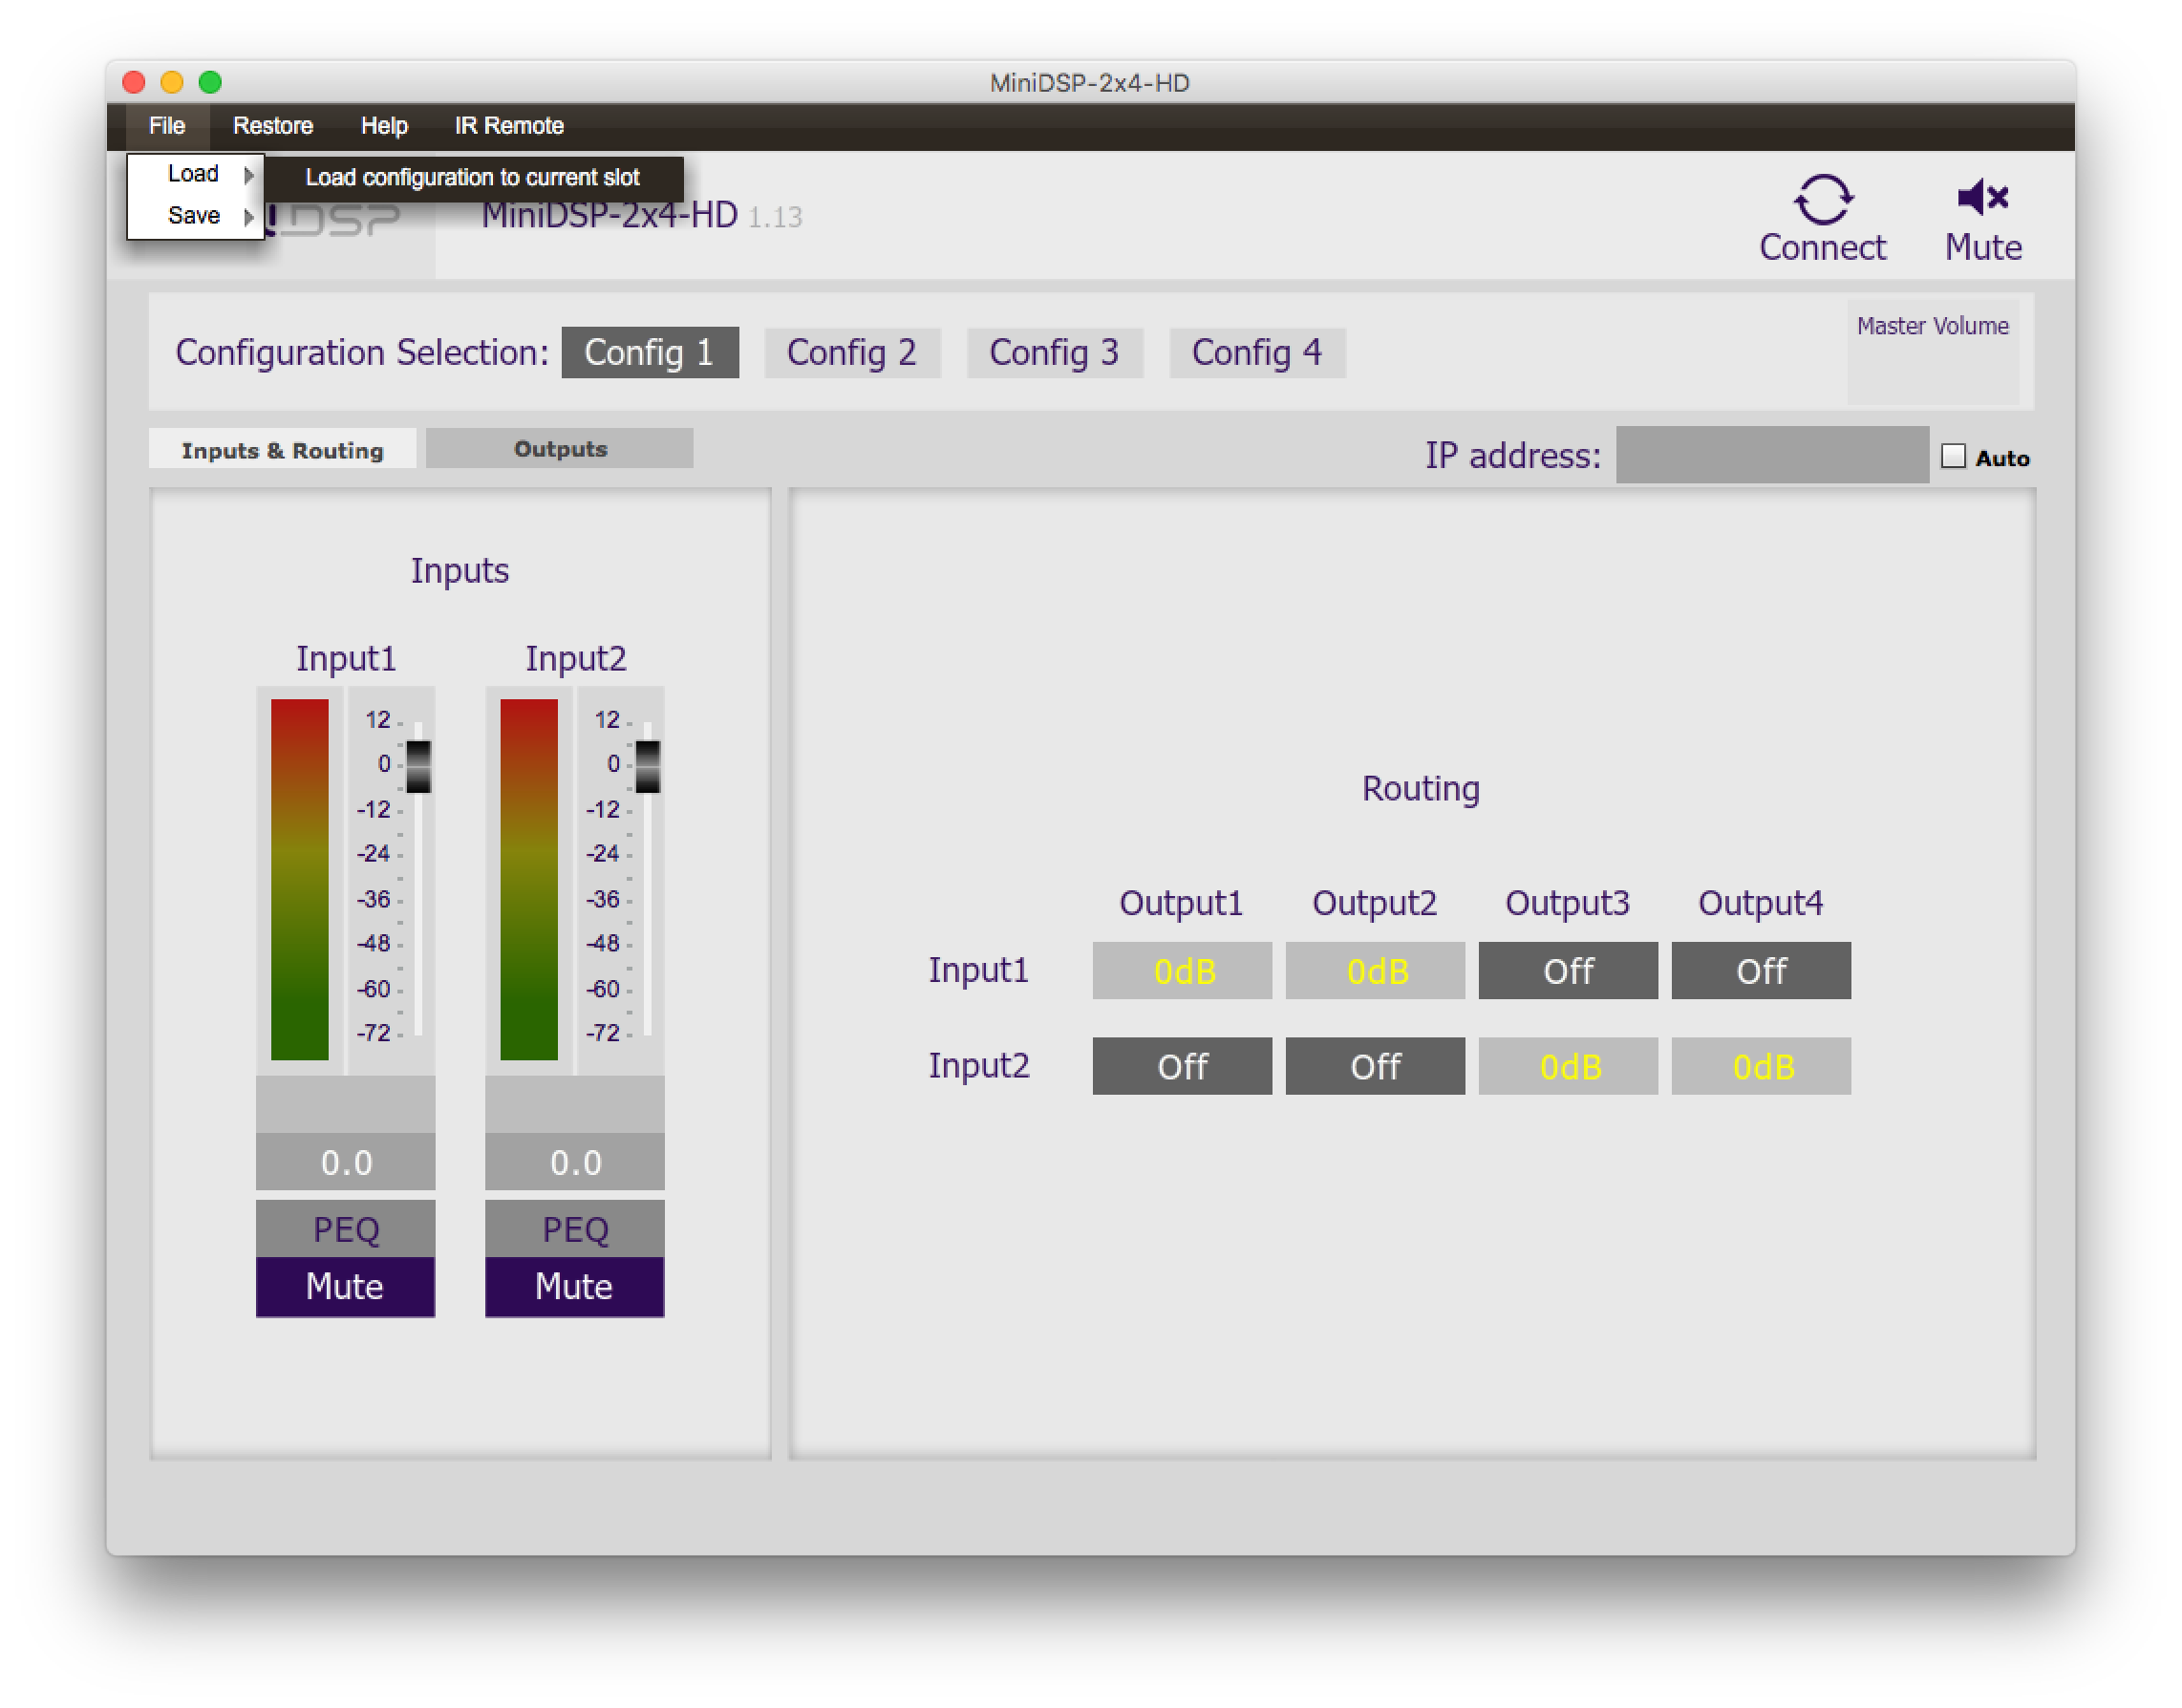 MiniDSP-2x4-HD
File Restore Help IR Remote
Load Load configuration to current slot
Save
DSP MiniDSP-2x4-HD 1.13
Connect Mute
Configuration Selection: Config 1 Config 2 Config 3 Config 4 Master Volume
Inputs & Routing Outputs IP address: Auto
Inputs
Input1 Input2
12 12
0 0
-12 -12
-24 -24
-36 -36
-48 -48
-60 -60
-72 -72
0.0 0.0
PEQ PEQ
Mute Mute
Routing
Output1 Output2 Output3 Output4
Input1 0dB 0dB Off Off
Input2 Off Off 0dB 0dB